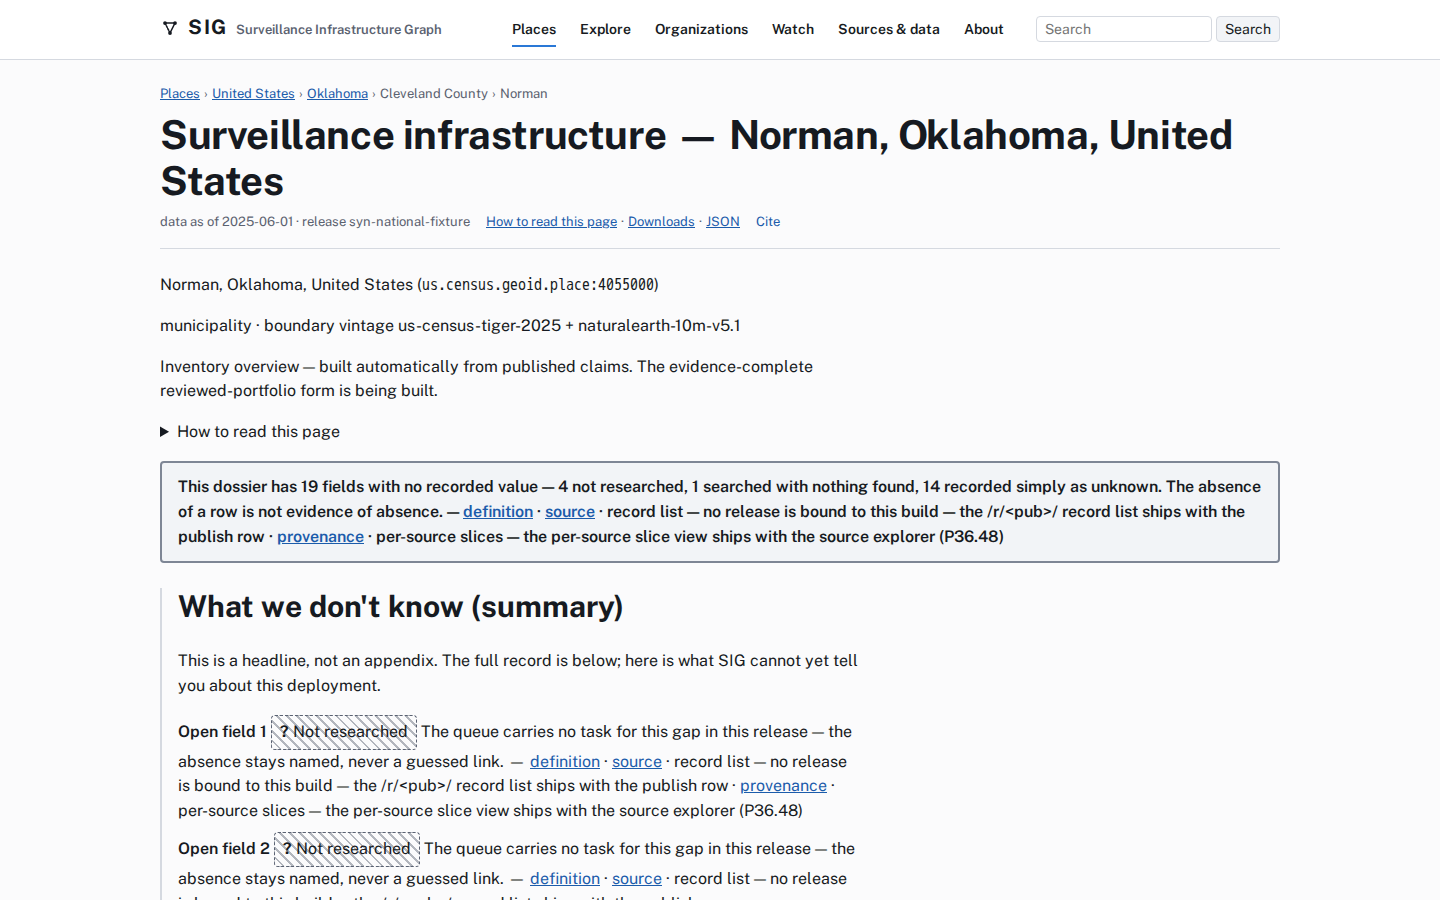 SIG Surveillance Infrastructure Graph Places Explore Organizations Watch Sources & data About Search Search
Places › United States › Oklahoma › Cleveland County › Norman
Surveillance infrastructure — Norman, Oklahoma, United
States
data as of 2025-06-01 · release syn-national-fixture How to read this page · Downloads · JSON Cite
Norman, Oklahoma, United States (us.census.geoid.place:4055000)
municipality · boundary vintage us-census-tiger-2025 + naturalearth-10m-v5.1
Inventory overview — built automatically from published claims. The evidence-complete
reviewed-portfolio form is being built.
How to read this page
This dossier has 19 fields with no recorded value — 4 not researched, 1 searched with nothing found, 14 recorded simply as unknown. The absence
of a row is not evidence of absence. — definition · source · record list — no release is bound to this build — the /r/<pub>/ record list ships with the
publish row · provenance · per-source slices — the per-source slice view ships with the source explorer (P36.48)
What we don't know (summary)
This is a headline, not an appendix. The full record is below; here is what SIG cannot yet tell
you about this deployment.
Open field 1 ? Not researched The queue carries no task for this gap in this release — the
absence stays named, never a guessed link. — definition · source · record list — no release
is bound to this build — the /r/<pub>/ record list ships with the publish row · provenance ·
per-source slices — the per-source slice view ships with the source explorer (P36.48)
Open field 2 ? Not researched The queue carries no task for this gap in this release — the
absence stays named, never a guessed link. — definition · source · record list — no release